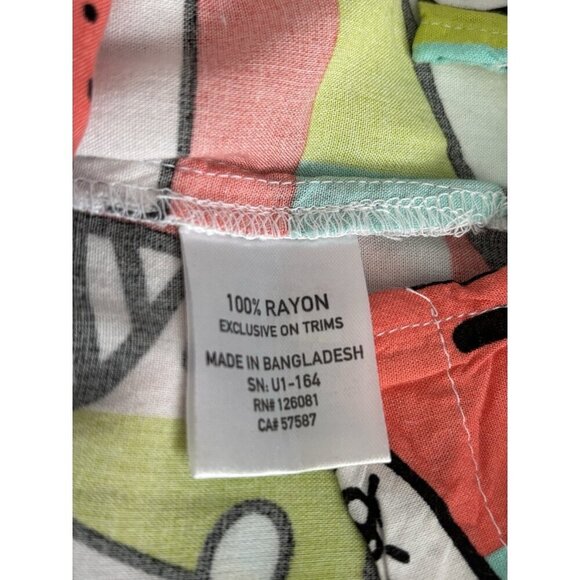 100% RAYON
EXCLUSIVE ON TRIMS
MADE IN BANGLADESH
SN: U1-164
RN# 126081
CA# 57587